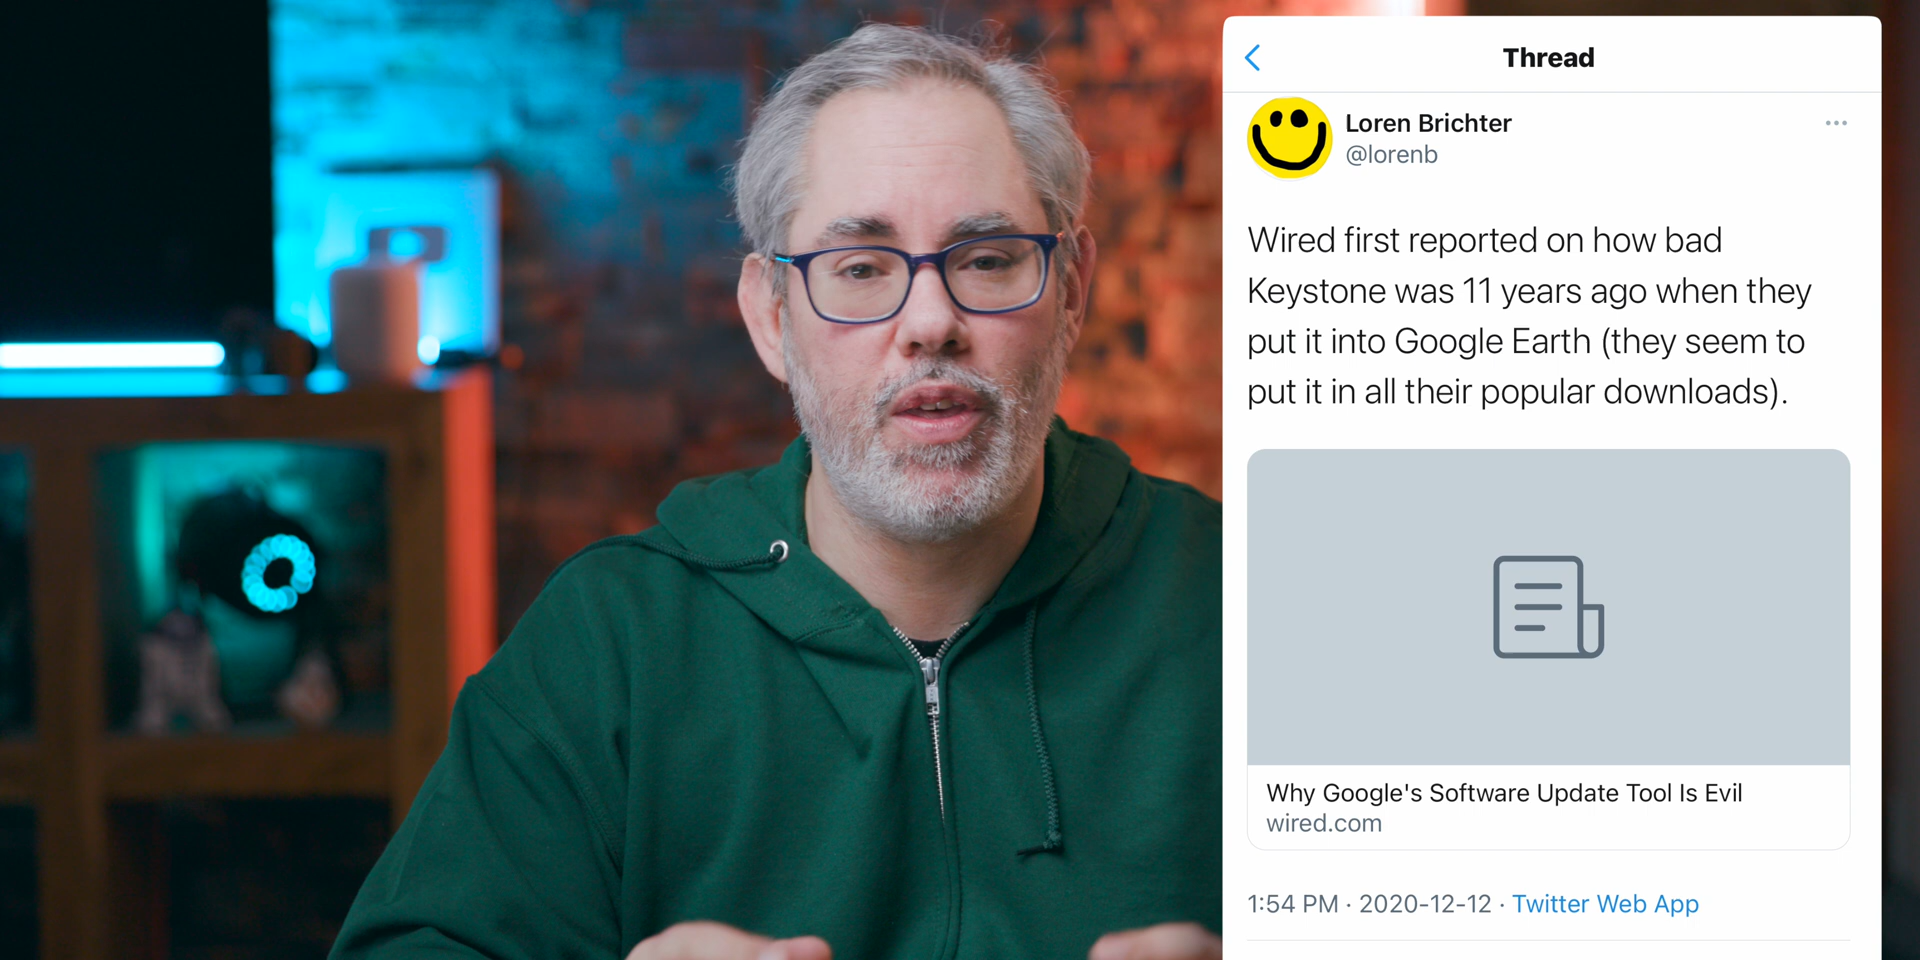 Thread
Loren Brichter
@lorenb
Wired first reported on how bad
Keystone was 11 years ago when they
put it into Google Earth (they seem to
put it in all their popular downloads).
Why Google's Software Update Tool Is Evil
wired.com
1:54 PM · 2020-12-12 · Twitter Web App